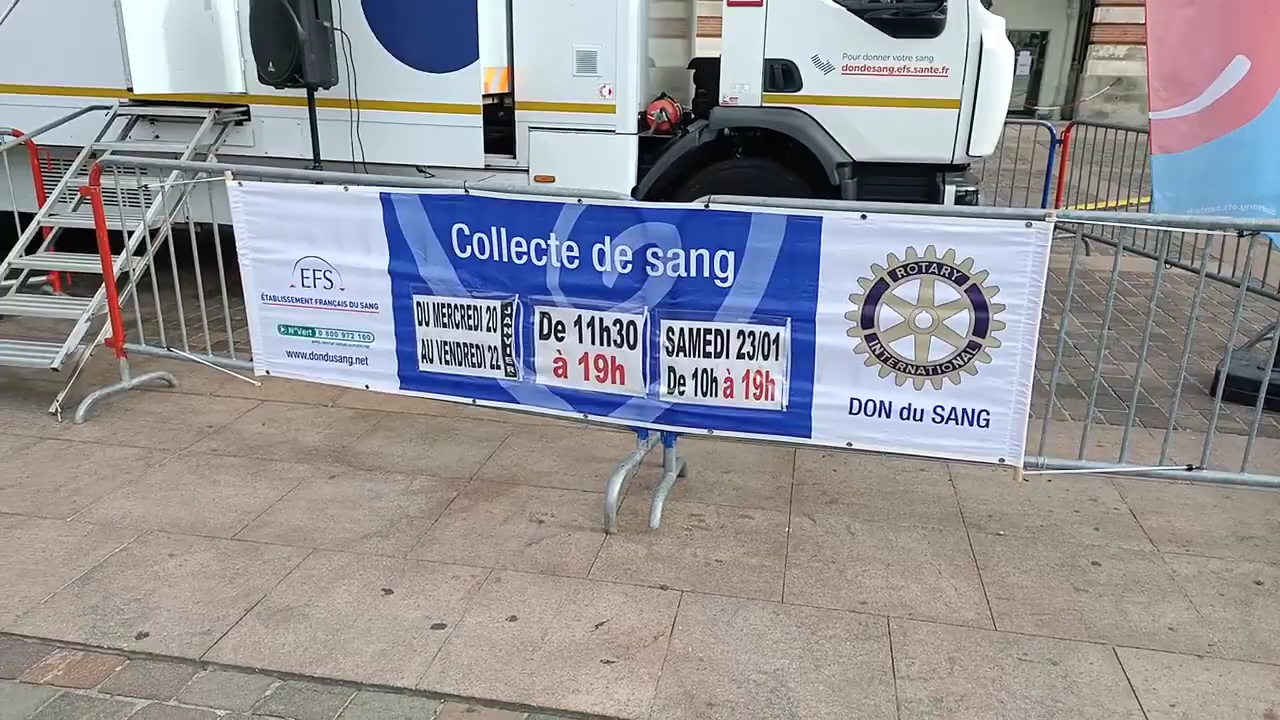 Pour donner votre sang
dondesang.efs.sante.fr
Collecte de sang
EFS
ÉTABLISSEMENT FRANÇAIS DU SANG
N°Vert 0 800 972 100
www.dondusang.net
DU MERCREDI 20
AU VENDREDI 22
JANVIER
De 11h30
à 19h
SAMEDI 23/01
De 10h à 19h
ROTARY
INTERNATIONAL
DON du SANG